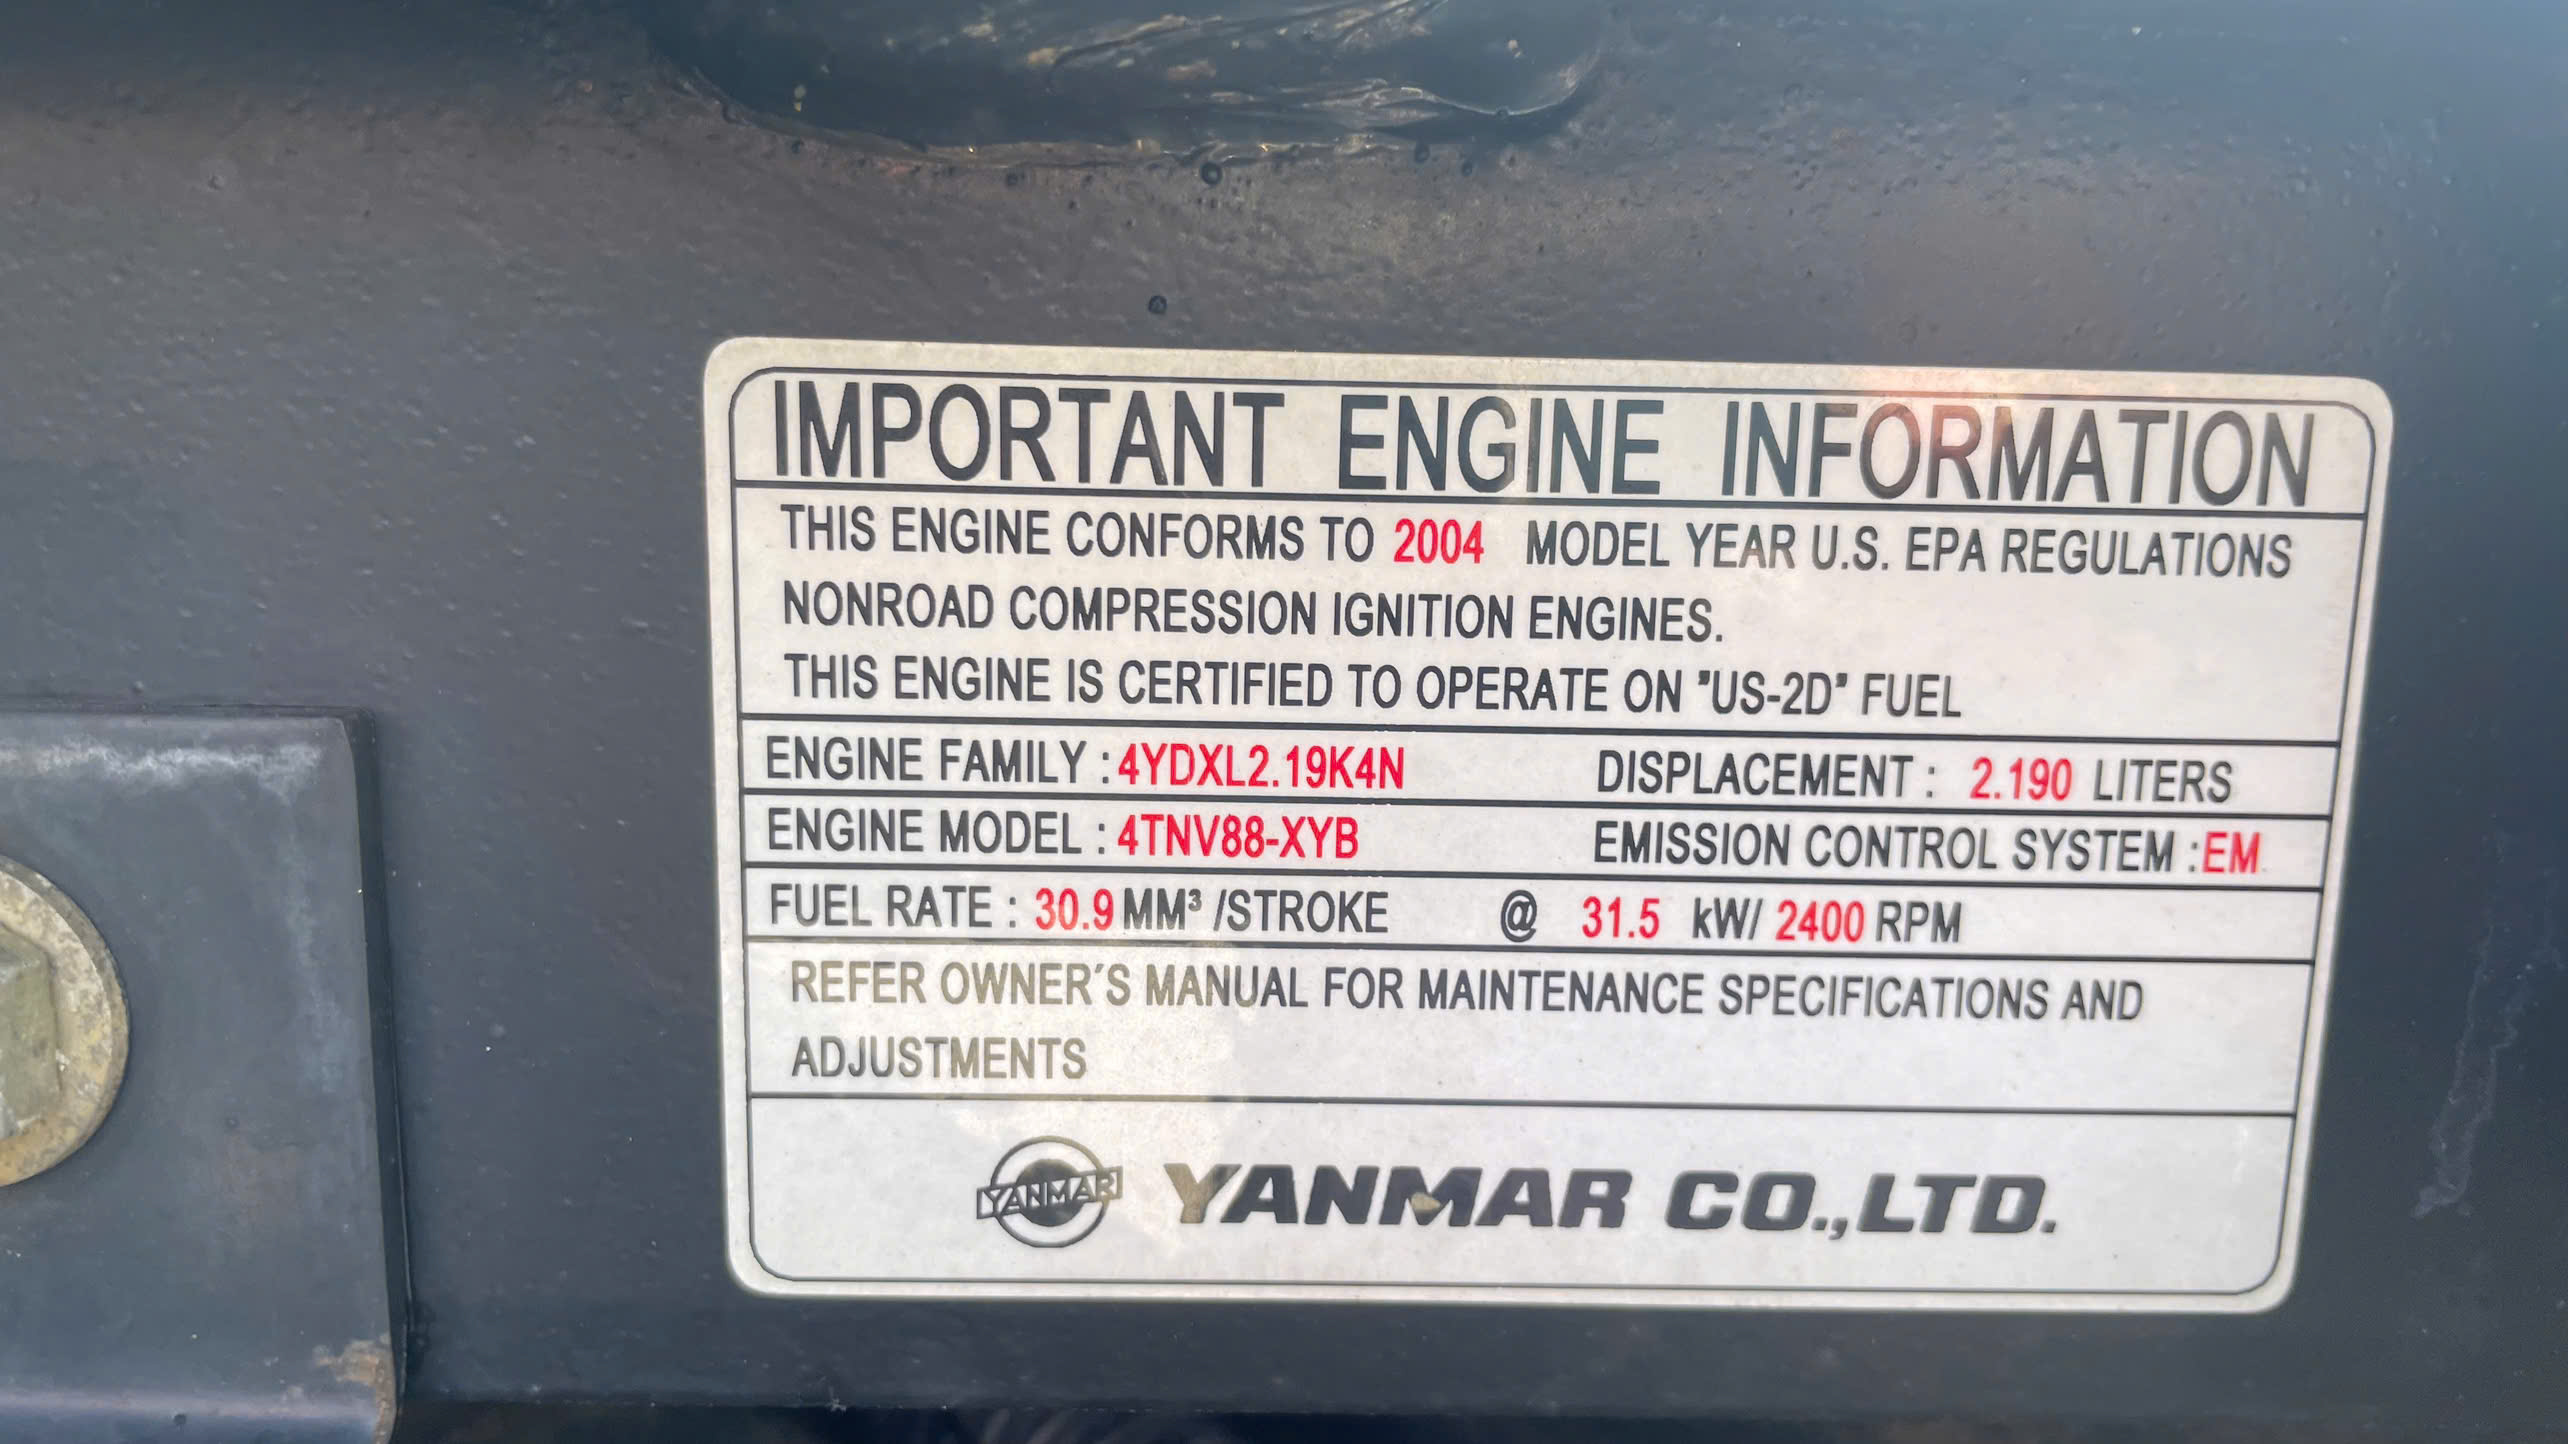 IMPORTANT ENGINE INFORMATION
THIS ENGINE CONFORMS TO 2004 MODEL YEAR U.S. EPA REGULATIONS
NONROAD COMPRESSION IGNITION ENGINES.
THIS ENGINE IS CERTIFIED TO OPERATE ON "US-2D" FUEL
ENGINE FAMILY : 4YDXL2.19K4N DISPLACEMENT : 2.190 LITERS
ENGINE MODEL : 4TNV88-XYB EMISSION CONTROL SYSTEM : EM
FUEL RATE : 30.9 MM³ /STROKE @ 31.5 kW/ 2400 RPM
REFER OWNER'S MANUAL FOR MAINTENANCE SPECIFICATIONS AND
ADJUSTMENTS
YANMAR YANMAR CO.,LTD.